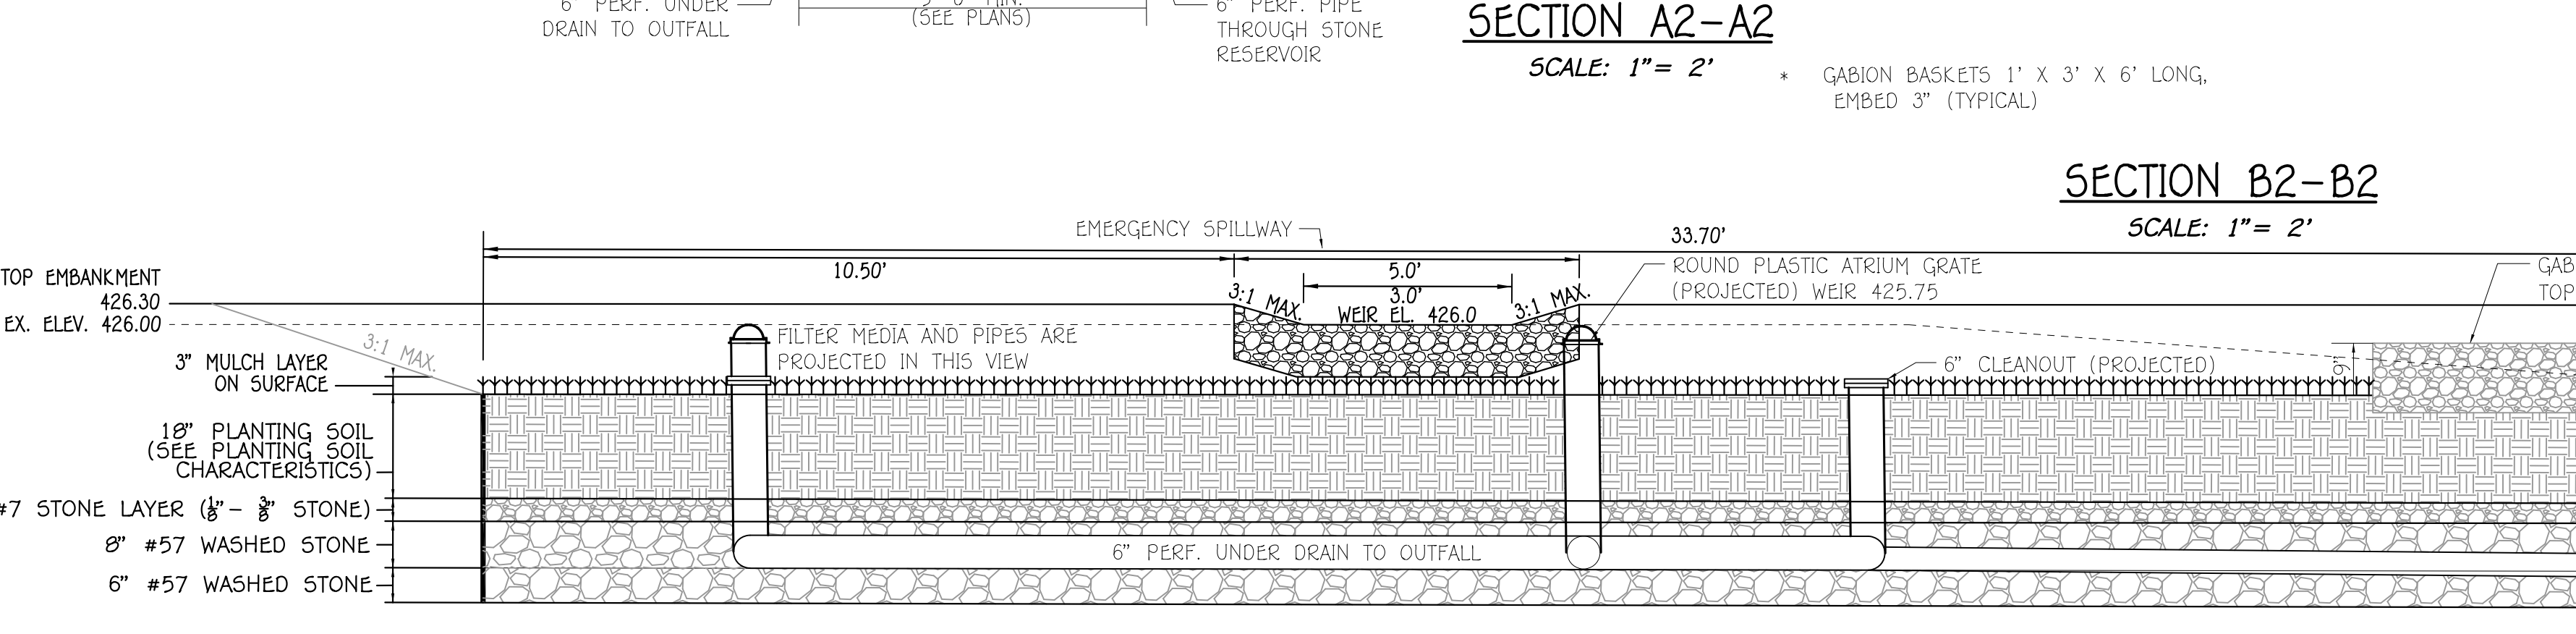 6" PERF. UNDER
DRAIN TO OUTFALL
(SEE PLANS)
6" PERF. PIPE
THROUGH STONE
RESERVOIR
SECTION A2-A2
SCALE: 1"= 2'
* GABION BASKETS 1' X 3' X 6' LONG,
EMBED 3" (TYPICAL)
SECTION B2-B2
SCALE: 1"= 2'
EMERGENCY SPILLWAY
33.70'
10.50'
5.0'
3.0'
3:1 MAX.
WEIR EL. 426.0
3:1 MAX.
ROUND PLASTIC ATRIUM GRATE
(PROJECTED) WEIR 425.75
GAB
TOP
TOP EMBANKMENT
426.30
EX. ELEV. 426.00
3:1 MAX.
FILTER MEDIA AND PIPES ARE
PROJECTED IN THIS VIEW
3" MULCH LAYER
ON SURFACE
6" CLEANOUT (PROJECTED)
9"
18" PLANTING SOIL
(SEE PLANTING SOIL
CHARACTERISTICS)
#7 STONE LAYER (1/8" - 3/8" STONE)
8" #57 WASHED STONE
6" PERF. UNDER DRAIN TO OUTFALL
6" #57 WASHED STONE